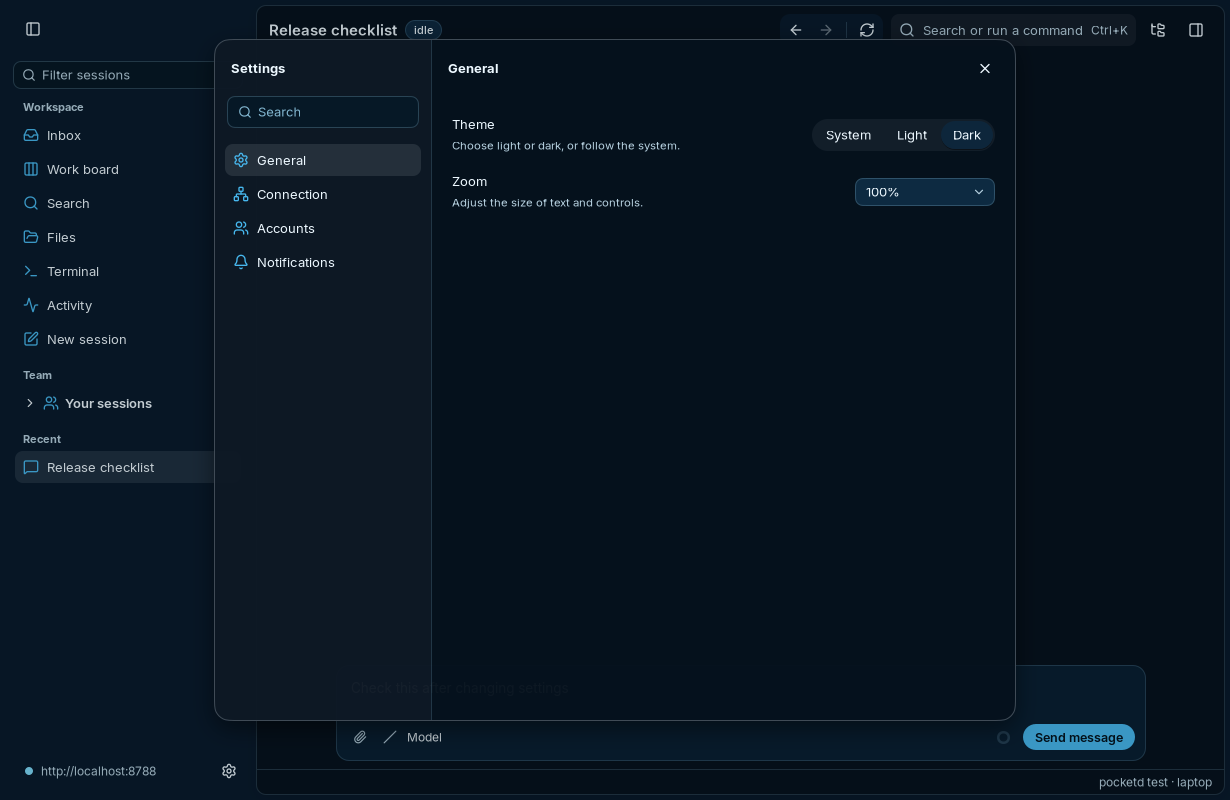 Release checklist
idle
Search or run a command
Ctrl+K
Filter sessions
Workspace
Inbox
Work board
Search
Files
Terminal
Activity
New session
Team
Your sessions
Recent
Release checklist
http://localhost:8788
Settings
Search
General
Connection
Accounts
Notifications
General
Theme
Choose light or dark, or follow the system.
System
Light
Dark
Zoom
Adjust the size of text and controls.
100%
Check this after changing settings
Model
Send message
pocketd test · laptop